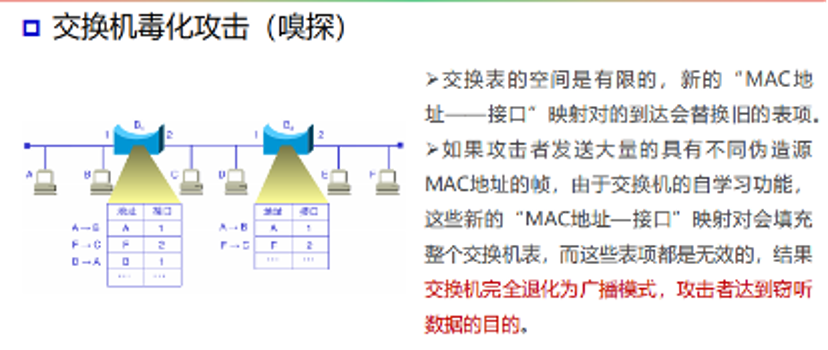 交换机毒化攻击（嗅探）
➢交换表的空间是有限的，新的“MAC地
址——接口”映射对的到达会替换旧的表项。
➢如果攻击者发送大量的具有不同伪造源
MAC地址的帧，由于交换机的自学习功能，
这些新的“MAC地址—接口”映射对会填充
整个交换机表，而这些表项都是无效的，结果
交换机完全退化为广播模式，攻击者达到窃听
数据的目的。
1 2 1 2
A B C D E F
地址 接口
A→B A 1
F→C F 2
B→A B 1
··· ···
地址 接口
A→B A 1
F→C F 2
··· ···